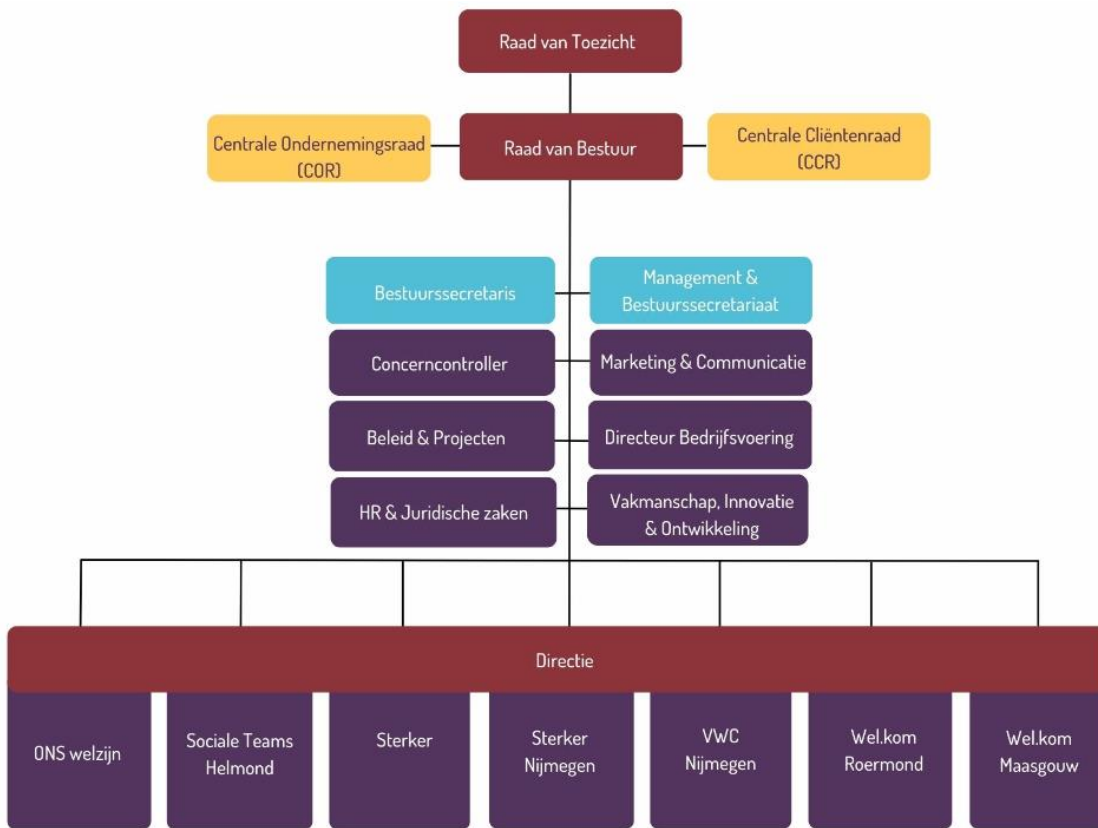 Raad van Toezicht
Centrale Ondernemingsraad
(COR)
Raad van Bestuur
Centrale Cliëntenraad
(CCR)
Bestuurssecretaris
Management &
Bestuurssecretariaat
Concerncontroller
Marketing & Communicatie
Beleid & Projecten
Directeur Bedrijfsvoering
HR & Juridische zaken
Vakmanschap, Innovatie
& Ontwikkeling
Directie
ONS welzijn
Sociale Teams
Helmond
Sterker
Sterker
Nijmegen
VWC
Nijmegen
Wel.kom
Roermond
Wel.kom
Maasgouw